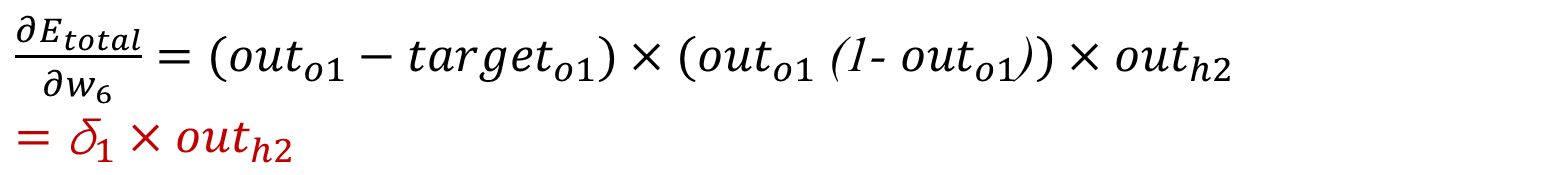 ∂E_total/∂w_6 = (out_o1 − target_o1) × (out_o1 (1- out_o1)) × out_h2
= δ_1 × out_h2